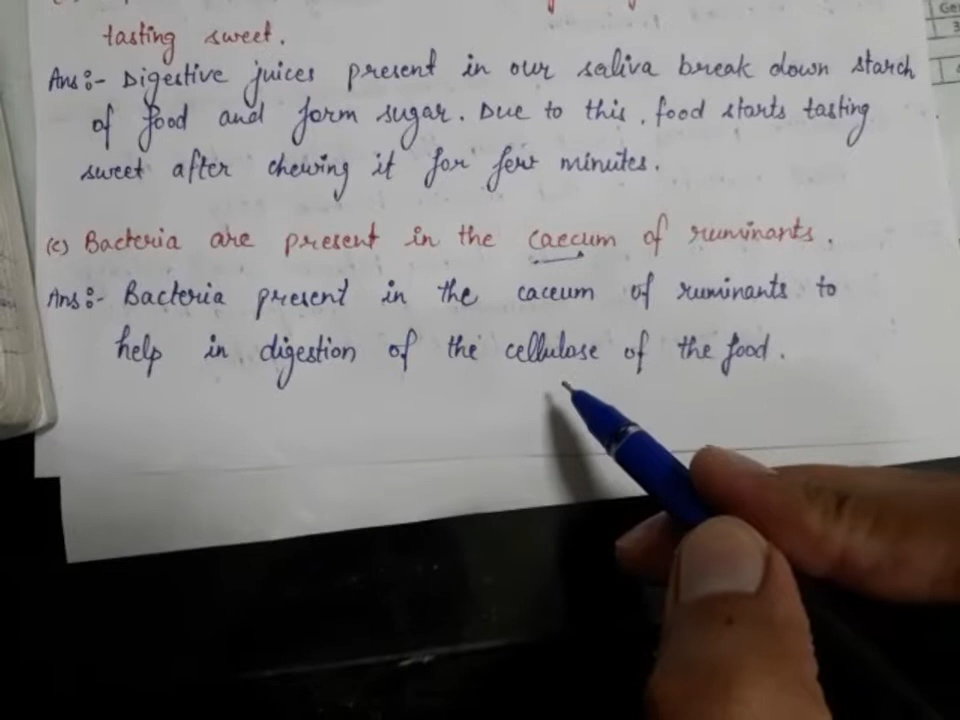 tasting sweet.
Ans:- Digestive juices present in our saliva break down starch
of food and form sugar. Due to this, food starts tasting
sweet after chewing it for few minutes.
(c) Bacteria are present in the caecum of ruminants.
Ans:- Bacteria present in the caceum of ruminants to
help in digestion of the cellulose of the food.